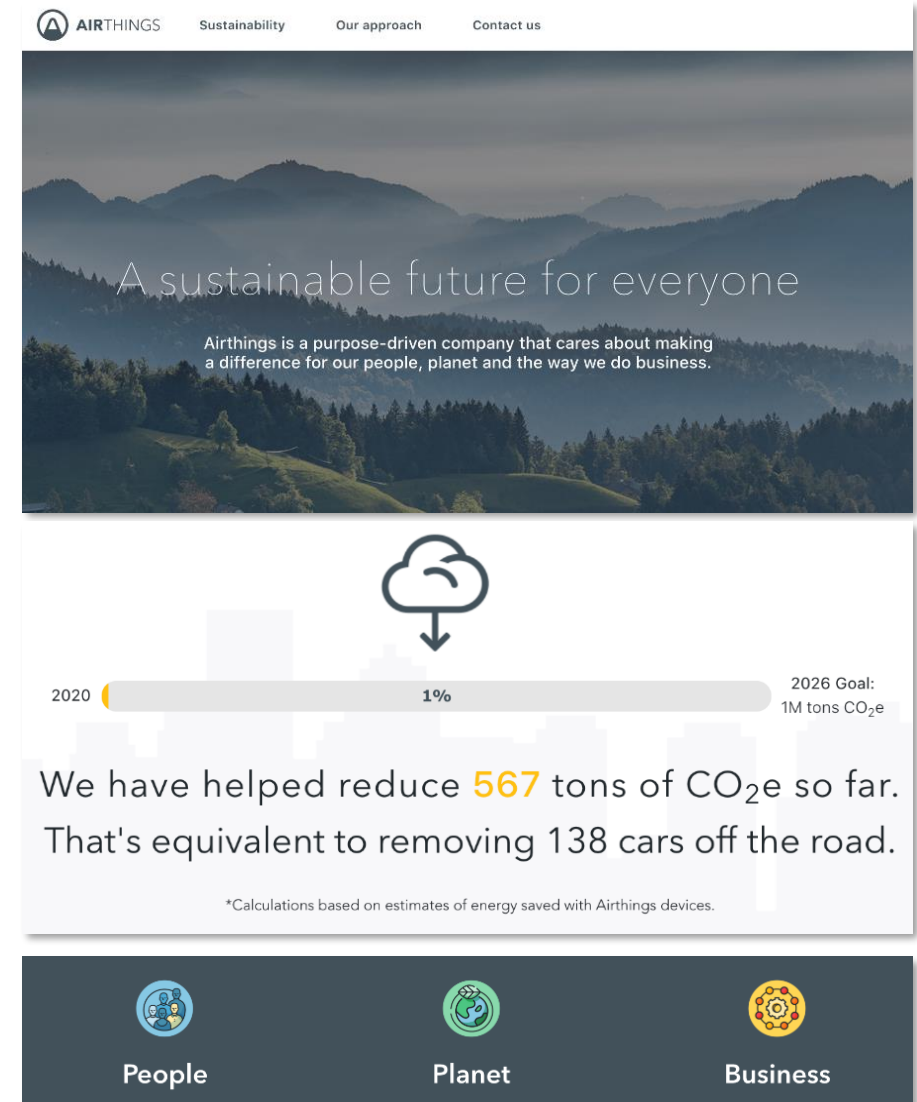 AIRTHINGS Sustainability Our approach Contact us
A sustainable future for everyone
Airthings is a purpose-driven company that cares about making
a difference for our people, planet and the way we do business.
2020 1% 2026 Goal:
1M tons CO₂e
We have helped reduce 567 tons of CO₂e so far.
That's equivalent to removing 138 cars off the road.
*Calculations based on estimates of energy saved with Airthings devices.
People Planet Business